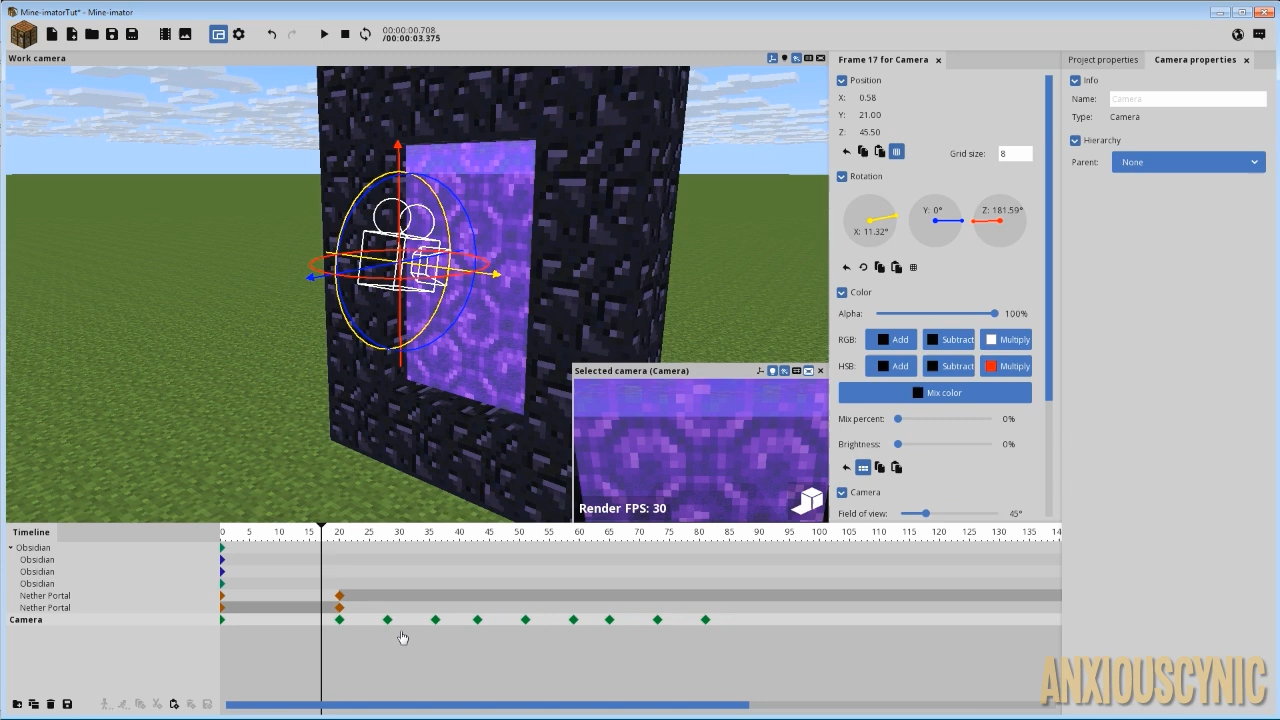 Mine-imatorTut* - Mine-imator
00:00:00.708
/00:00:03.375
Work camera
Frame 17 for Camera
Position
X: 0.58
Y: 21.00
Z: 45.50
Grid size: 8
Rotation
X: 11.32°
Y: 0°
Z: 181.59°
Color
Alpha: 100%
RGB: Add Subtract Multiply
HSB: Add Subtract Multiply
Mix color
Mix percent: 0%
Brightness: 0%
Camera
Field of view: 45°
Project properties
Camera properties
Info
Name: Camera
Type: Camera
Hierarchy
Parent: None
Selected camera (Camera)
Render FPS: 30
Timeline
0 5 10 15 20 25 30 35 40 45 50 55 60 65 70 75 80 85 90 95 100 105 110 115 120 125 130 135 14
Obsidian
Obsidian
Obsidian
Obsidian
Nether Portal
Nether Portal
Camera
ANXIOUSCYNIC